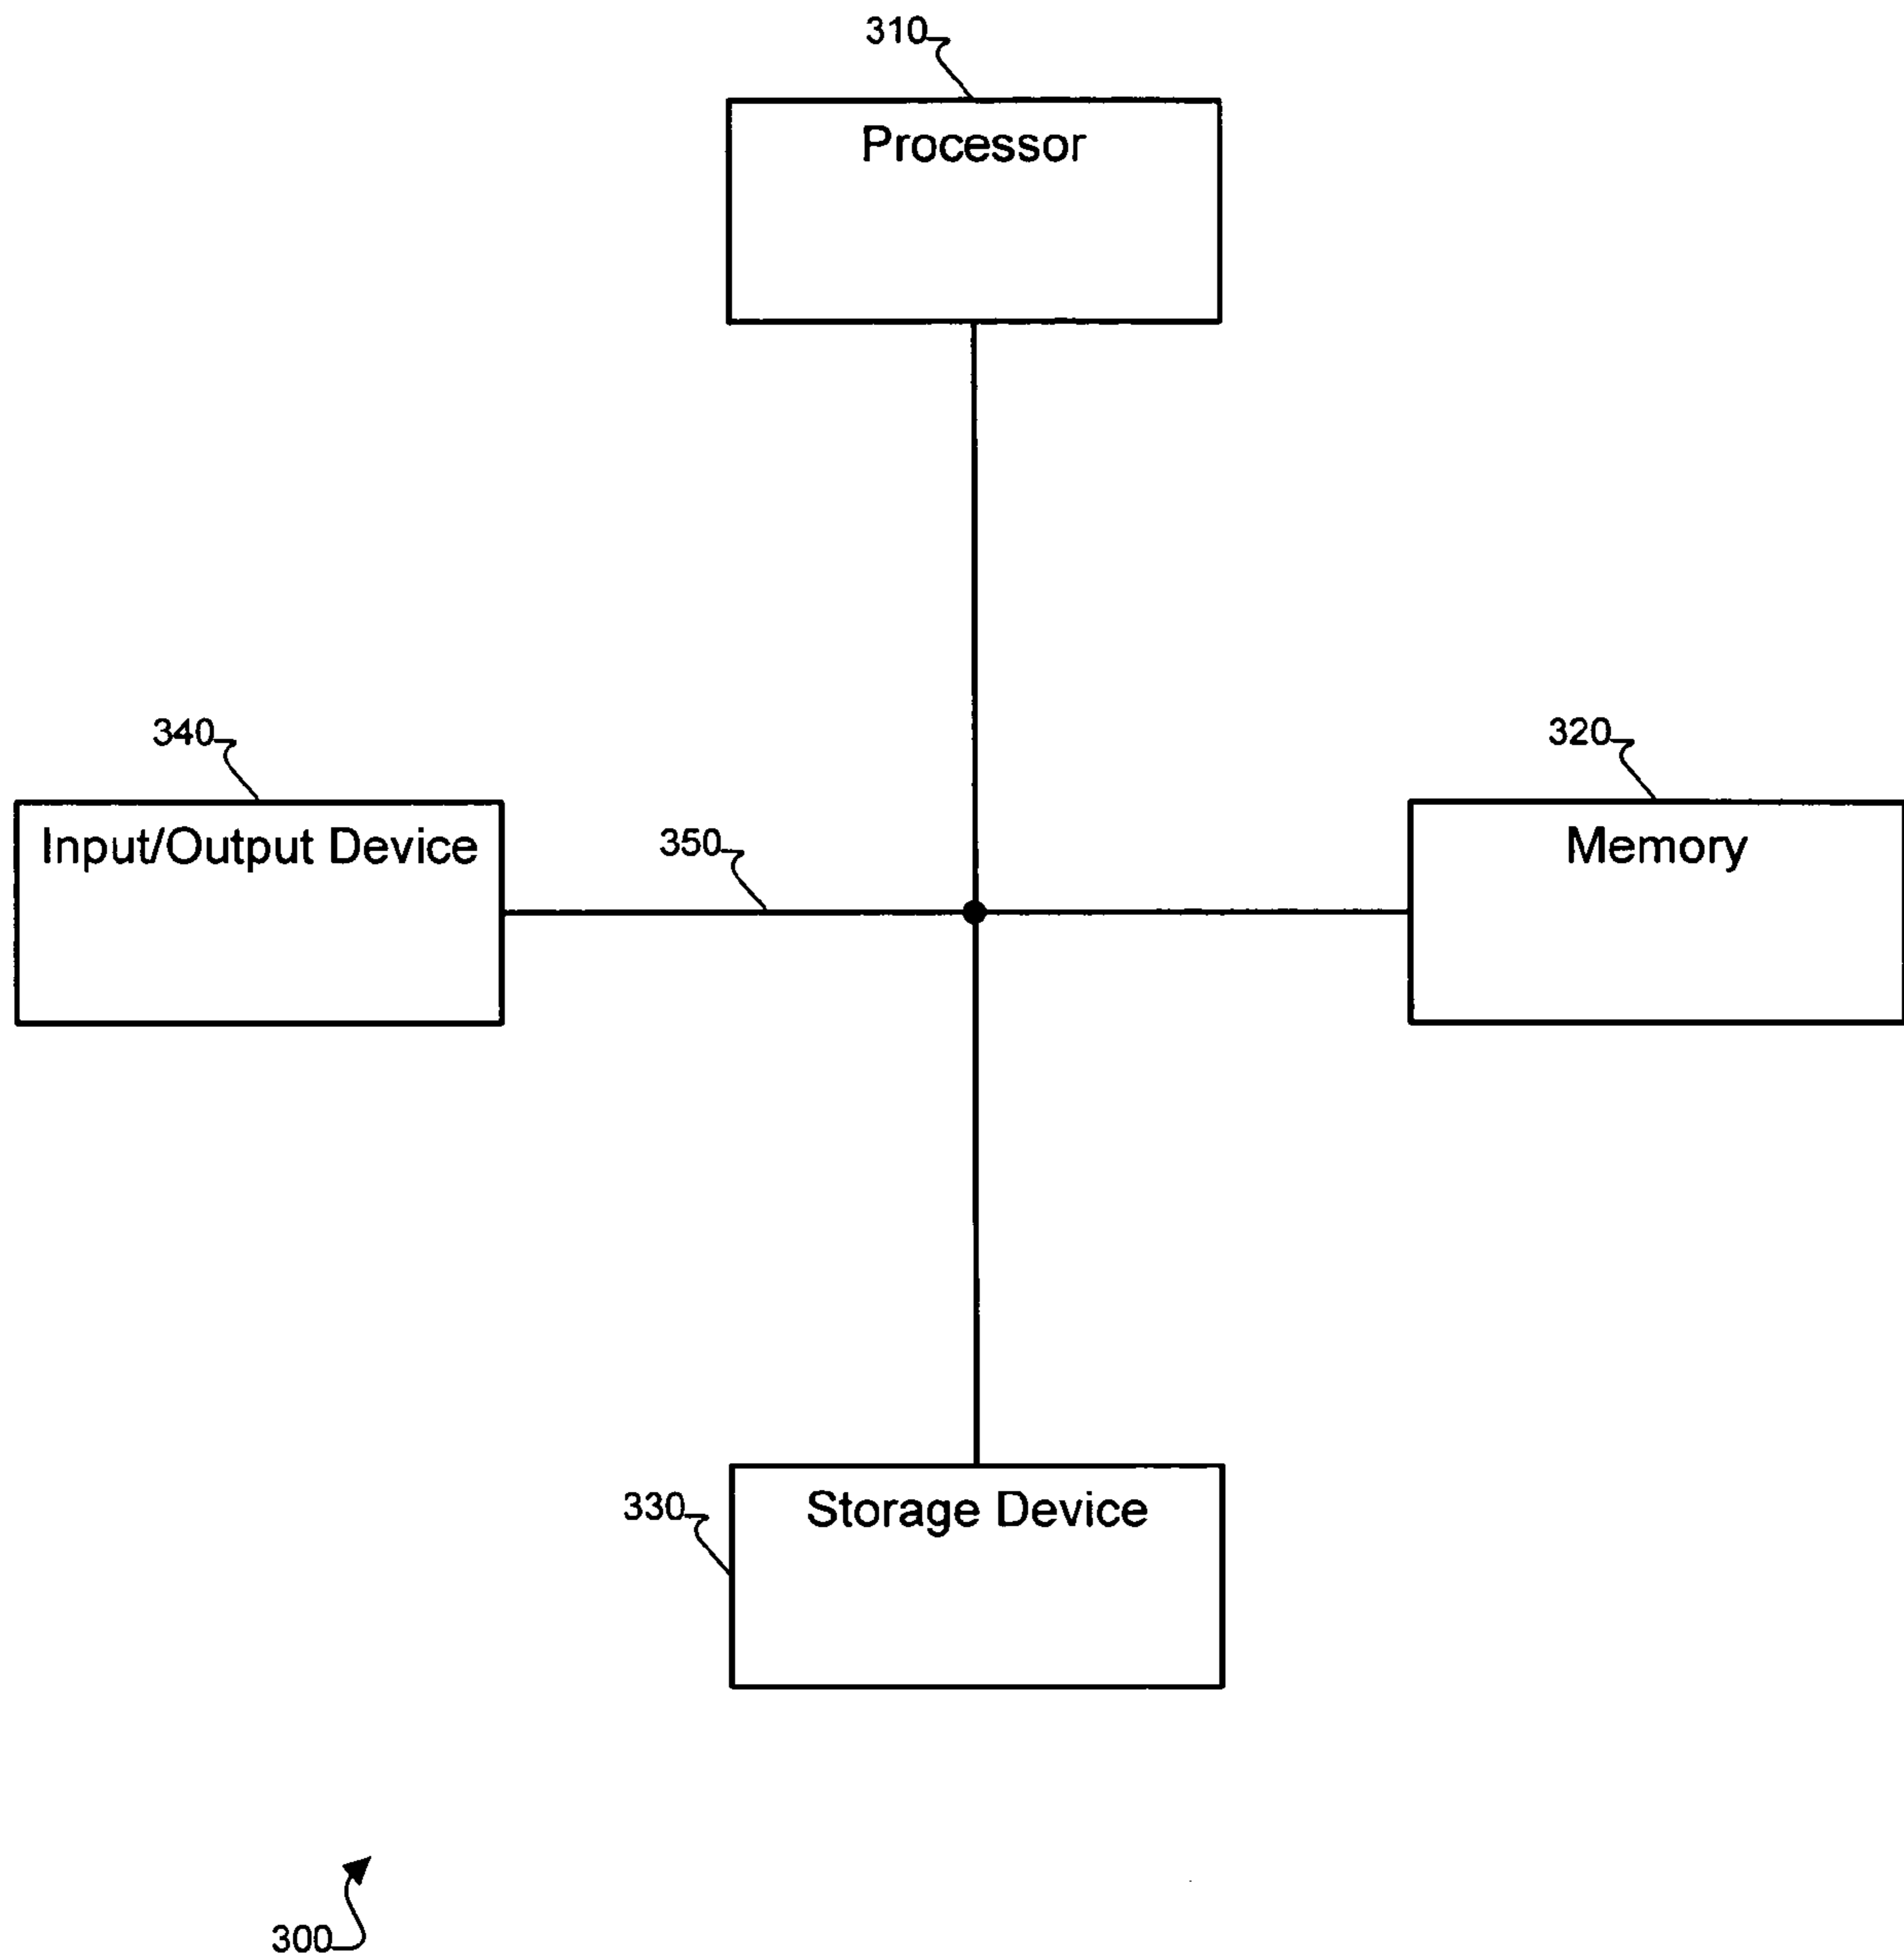 310
Processor
340
320
Input/Output Device
350
Memory
330
Storage Device
300